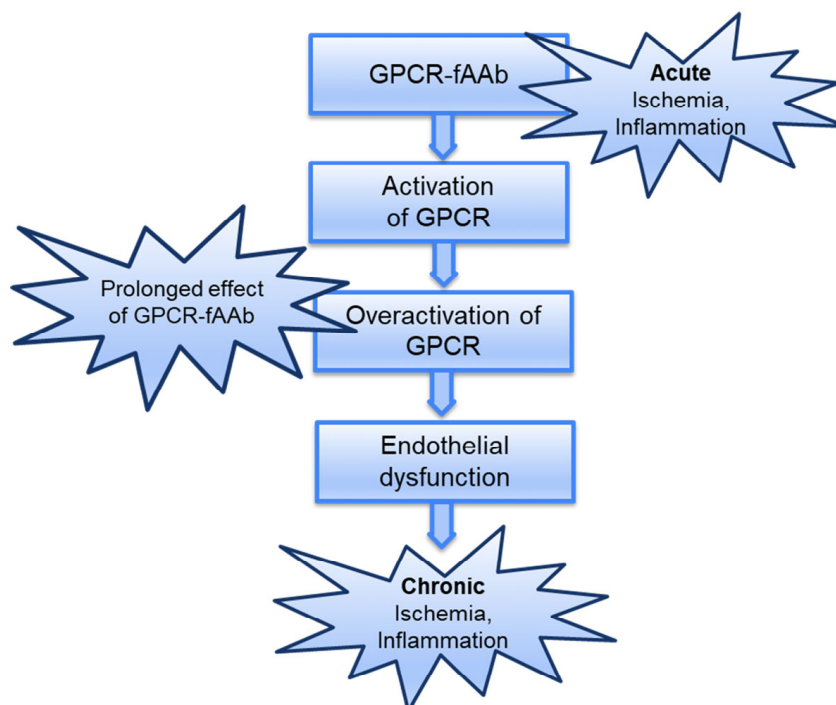 GPCR-fAAb
Acute
Ischemia,
Inflammation
Activation
of GPCR
Prolonged effect
of GPCR-fAAb
Overactivation of
GPCR
Endothelial
dysfunction
Chronic
Ischemia,
Inflammation